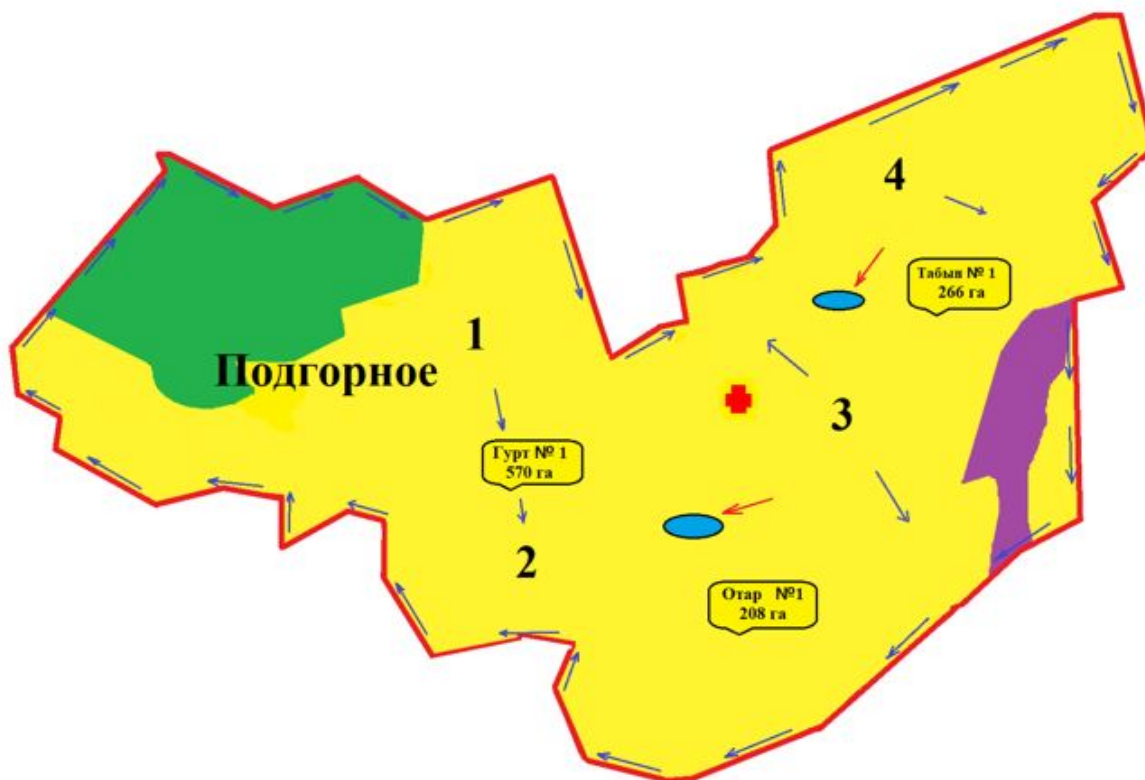 4
Табын № 1
266 га
1
Подгорное
3
Гурт № 1
570 га
2
Отар №1
208 га